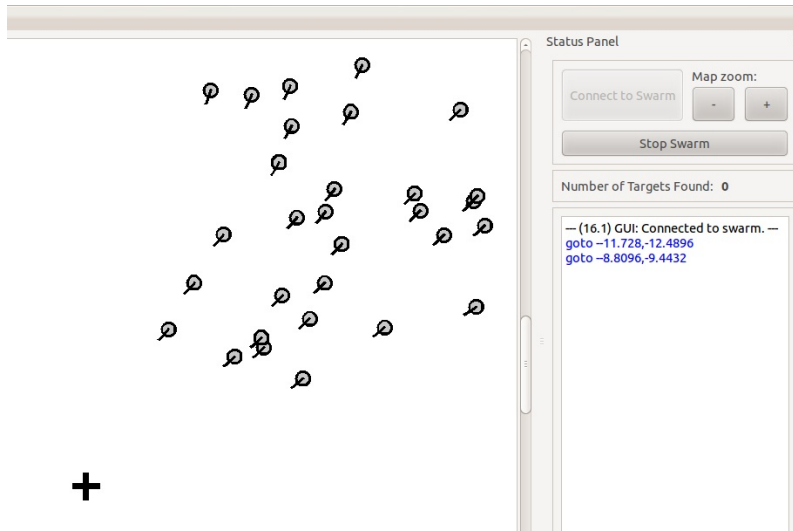 Status Panel
Connect to Swarm
Map zoom:
-
+
Stop Swarm
Number of Targets Found: 0
--- (16.1) GUI: Connected to swarm. ---
goto --11.728,-12.4896
goto --8.8096,-9.4432